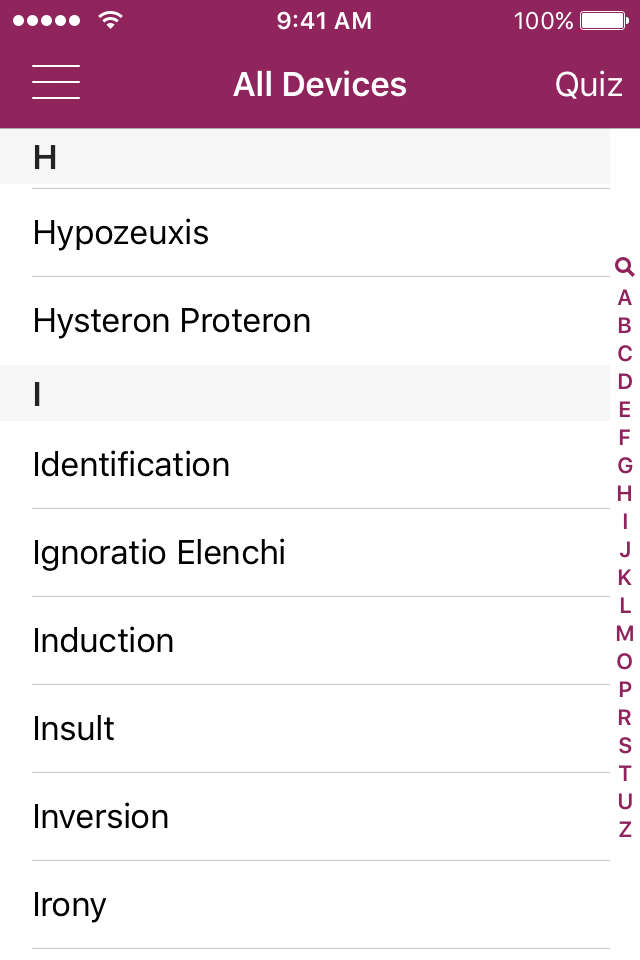 9:41 AM 100%
All Devices Quiz
H
Hypozeuxis
Hysteron Proteron
I
Identification
Ignoratio Elenchi
Induction
Insult
Inversion
Irony
A
B
C
D
E
F
G
H
I
J
K
L
M
O
P
R
S
T
U
Z